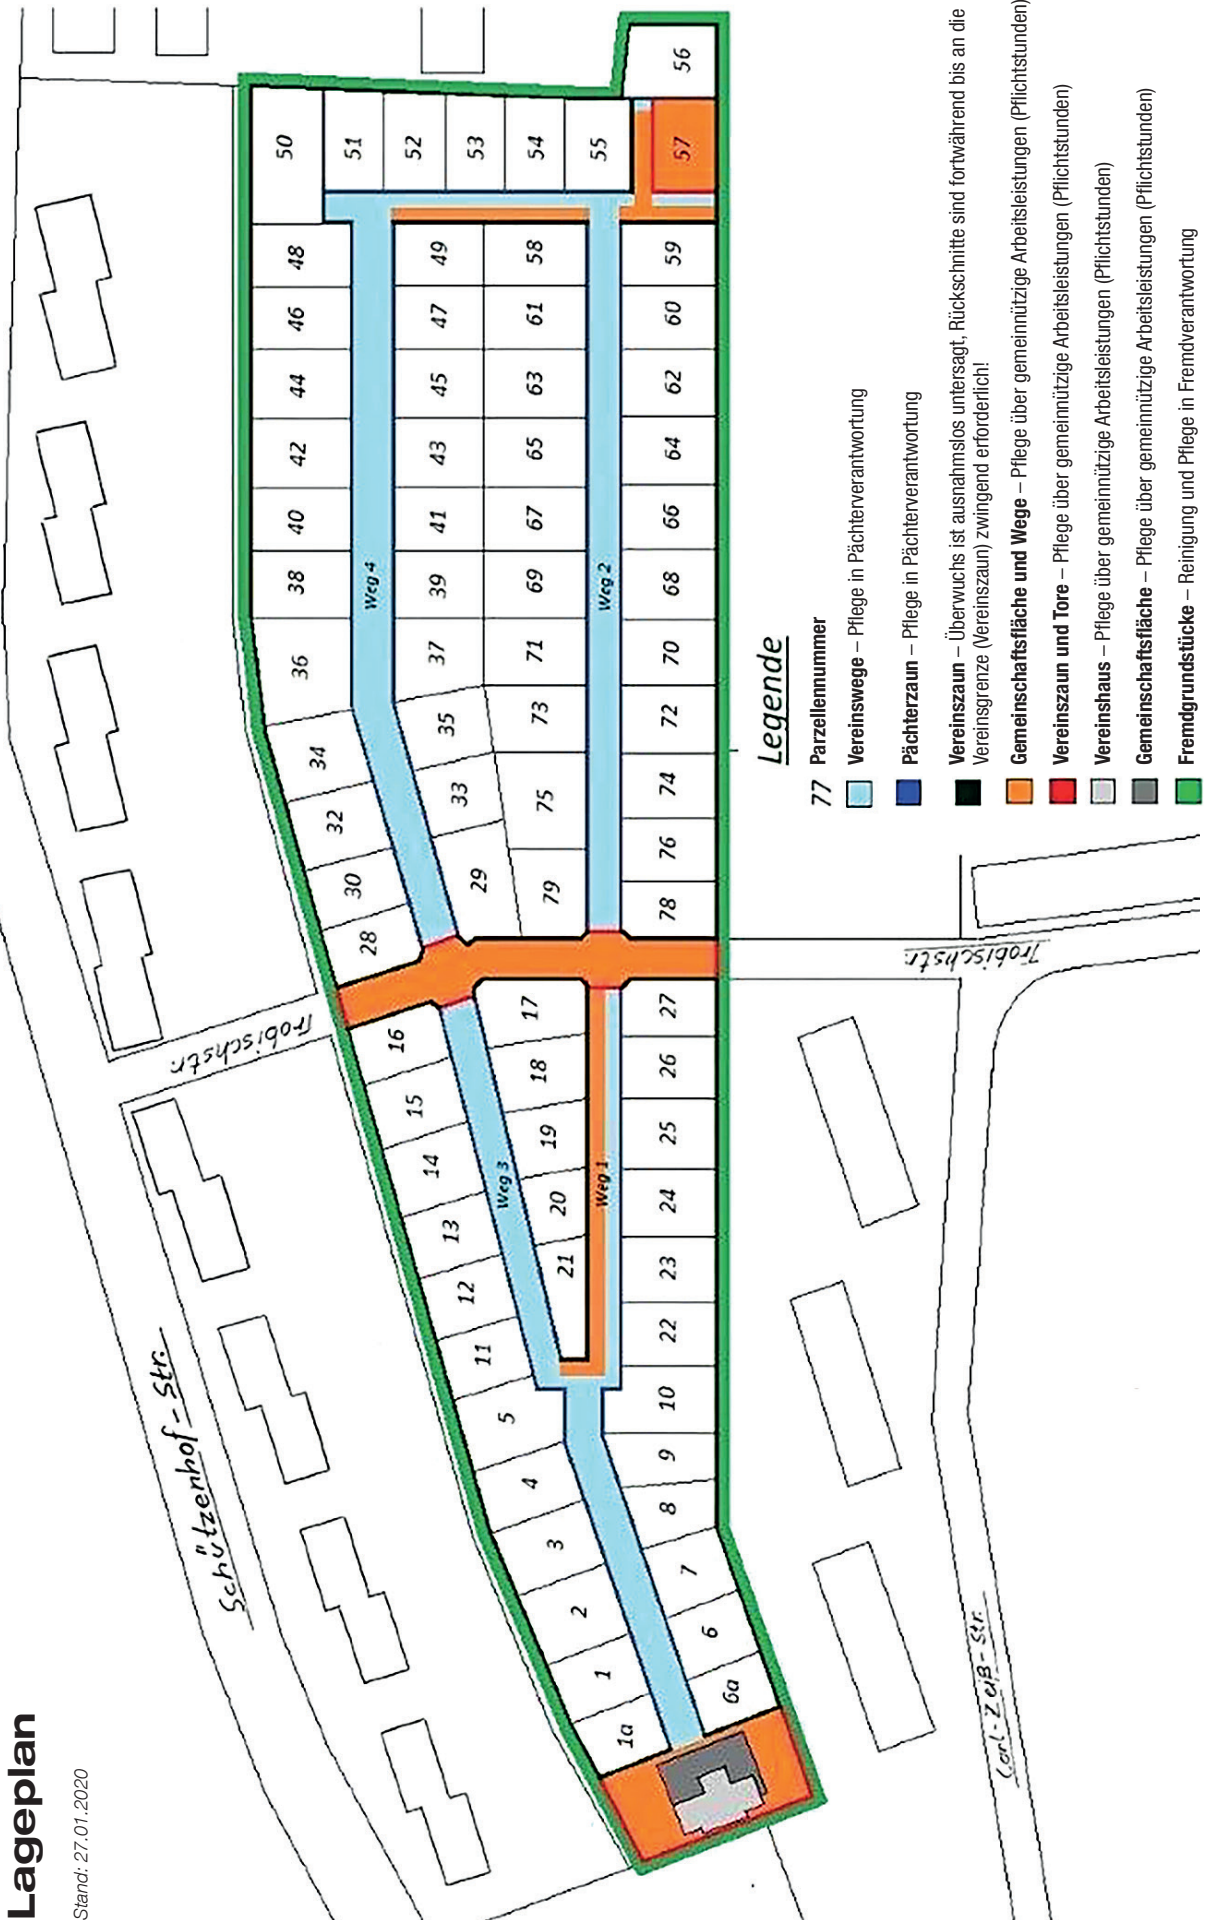 Lageplan
Stand: 27.01.2020
Schützenhof-Str.
Trobischstr.
Trobischstr.
Carl-Zeiß-Str.
1a 1 2 3 4 5 11 12 13 14 15 16
28 30 32 34 36 38 40 42 44 46 48 50
51 52 53 54 55 56 57
Weg 3
Weg 4
21 20 19 18 17
29 33 35 37 39 41 43 45 47 49
79 75 73 71 69 67 65 63 61 58
Weg 1
Weg 2
6a 6 7 8 9 10 22 23 24 25 26 27
78 76 74 72 70 68 66 64 62 60 59
Legende
77 Parzellennummer
Vereinswege – Pflege in Pächterverantwortung
Pächterzaun – Pflege in Pächterverantwortung
Vereinszaun – Überwuchs ist ausnahmslos untersagt, Rückschnitte sind fortwährend bis an die
Vereinsgrenze (Vereinszaun) zwingend erforderlich!
Gemeinschaftsfläche und Wege – Pflege über gemeinnützige Arbeitsleistungen (Pflichtstunden)
Vereinszaun und Tore – Pflege über gemeinnützige Arbeitsleistungen (Pflichtstunden)
Vereinshaus – Pflege über gemeinnützige Arbeitsleistungen (Pflichtstunden)
Gemeinschaftsfläche – Pflege über gemeinnützige Arbeitsleistungen (Pflichtstunden)
Fremdgrundstücke – Reinigung und Pflege in Fremdverantwortung